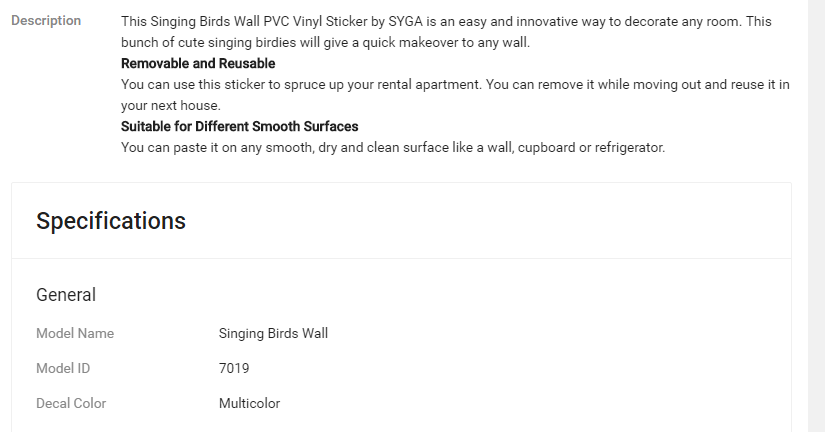 Description
This Singing Birds Wall PVC Vinyl Sticker by SYGA is an easy and innovative way to decorate any room. This
bunch of cute singing birdies will give a quick makeover to any wall.
Removable and Reusable
You can use this sticker to spruce up your rental apartment. You can remove it while moving out and reuse it in
your next house.
Suitable for Different Smooth Surfaces
You can paste it on any smooth, dry and clean surface like a wall, cupboard or refrigerator.
Specifications
General
Model Name Singing Birds Wall
Model ID 7019
Decal Color Multicolor